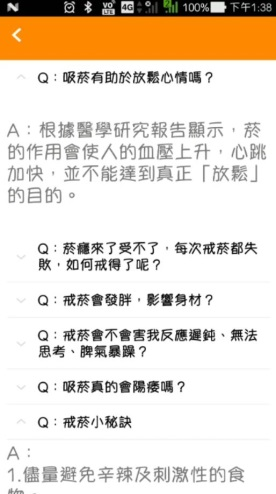 VO LTE 4G 100% 下午1:38
Q：吸菸有助於放鬆心情嗎？
A：根據醫學研究報告顯示，菸
的作用會使人的血壓上升，心跳
加快，並不能達到真正「放鬆」
的目的。
Q：菸癮來了受不了，每次戒菸都失
敗，如何戒得了呢？
Q：戒菸會發胖，影響身材？
Q：戒菸會不會害我反應遲鈍、無法
思考、脾氣暴躁？
Q：吸菸真的會陽痿嗎？
Q：戒菸小秘訣
A：
1.儘量避免辛辣及刺激性的食